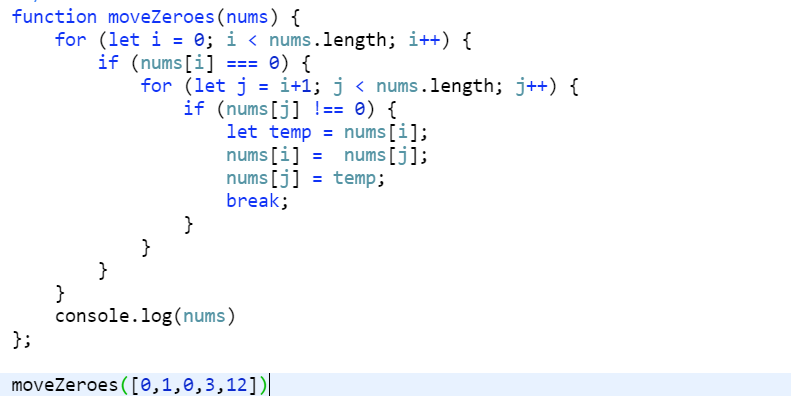 function moveZeroes(nums) {
    for (let i = 0; i < nums.length; i++) {
        if (nums[i] === 0) {
            for (let j = i+1; j < nums.length; j++) {
                if (nums[j] !== 0) {
                    let temp = nums[i];
                    nums[i] =  nums[j];
                    nums[j] = temp;
                    break;
                }
            }
        }
    }
    console.log(nums)
};
moveZeroes([0,1,0,3,12])